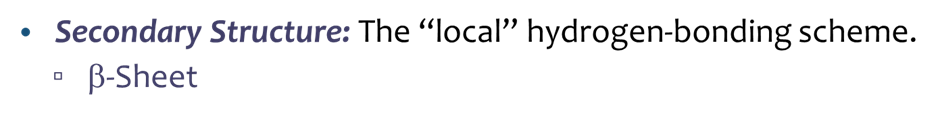 • Secondary Structure: The “local” hydrogen-bonding scheme.
▫ β-Sheet